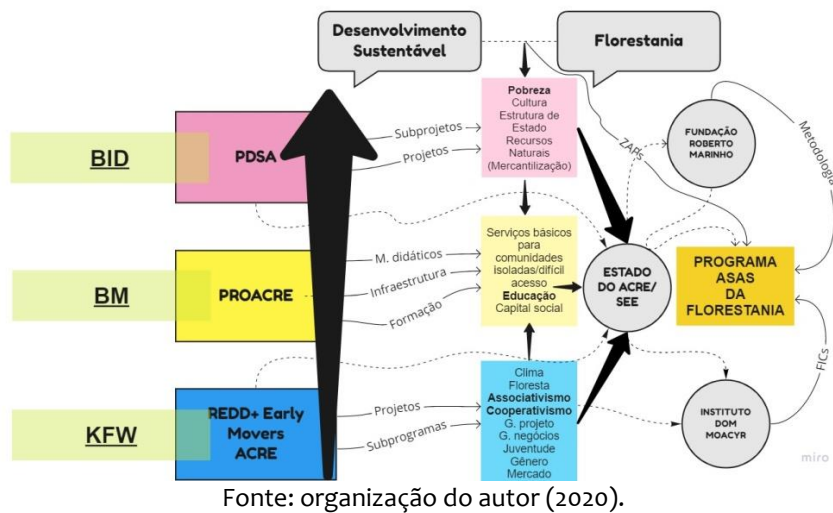 Desenvolvimento
Sustentável
Florestania
BID
PDSA
Subprojetos
Projetos
Pobreza
Cultura
Estrutura de
Estado
Recursos
Naturais
(Mercantilização)
ZAPs
FUNDAÇÃO
ROBERTO
MARINHO
Metodologia
BM
PROACRE
M. didáticos
Infraestrutura
Formação
Serviços básicos
para
comunidades
isoladas/difícil
acesso
Educação
Capital social
ESTADO
DO ACRE/
SEE
PROGRAMA
ASAS
DA
FLORESTANIA
KFW
REDD+ Early
Movers
ACRE
Projetos
Subprogramas
Clima
Floresta
Associativismo
Cooperativismo
G. projeto
G. negócios
Juventude
Gênero
Mercado
INSTITUTO
DOM
MOACYR
FICs
miro
Fonte: organização do autor (2020).